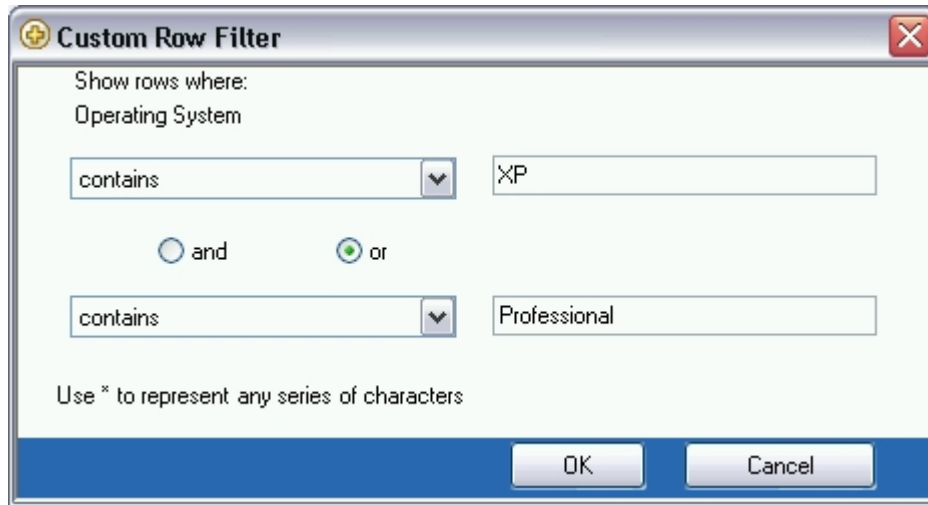 Custom Row Filter
Show rows where:
Operating System
contains XP
and or
contains Professional
Use * to represent any series of characters
OK Cancel